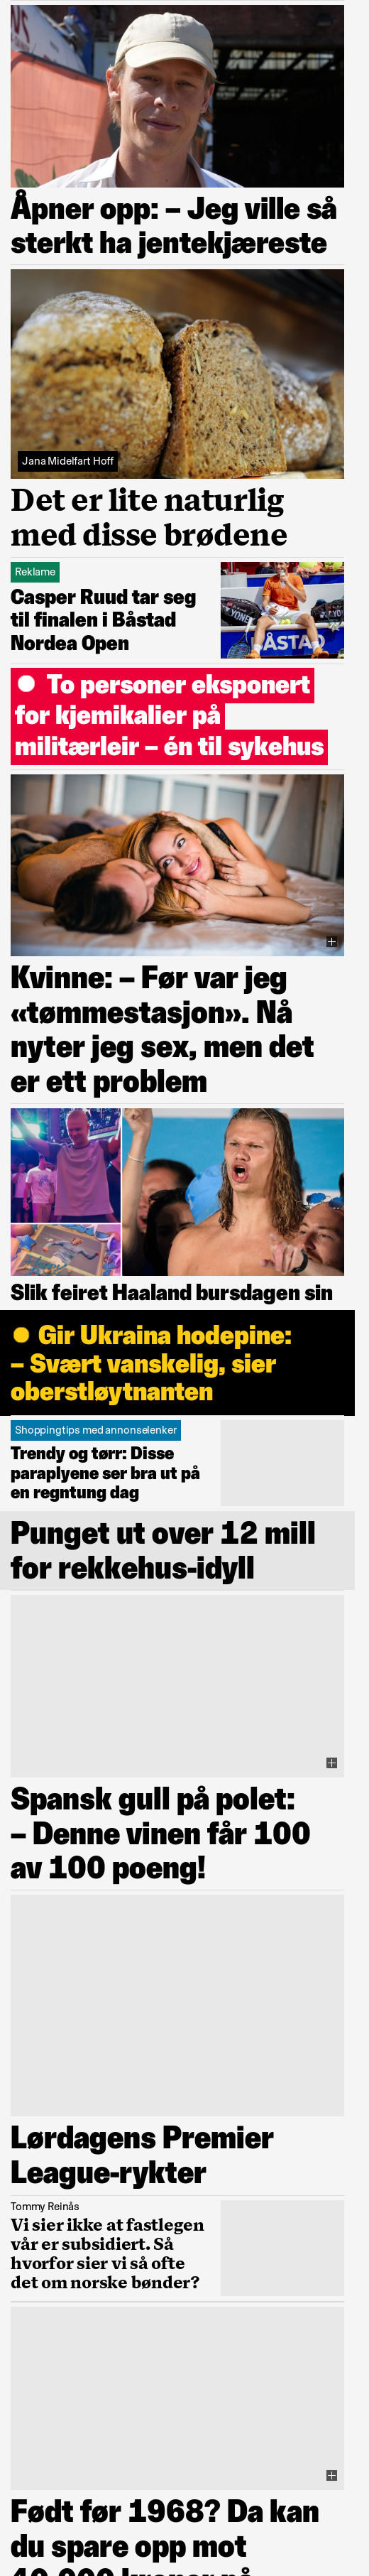 Åpner opp: – Jeg ville så
sterkt ha jentekjæreste
Jana Midelfart Hoff
Det er lite naturlig
med disse brødene
Reklame
Casper Ruud tar seg
til finalen i Båstad
Nordea Open
YONEX
ÅSTAD
To personer eksponert
for kjemikalier på
militærleir – én til sykehus
Kvinne: – Før var jeg
«tømmestasjon». Nå
nyter jeg sex, men det
er ett problem
Slik feiret Haaland bursdagen sin
Gir Ukraina hodepine:
– Svært vanskelig, sier
oberstløytnanten
Shoppingtips med annonselenker
Trendy og tørr: Disse
paraplyene ser bra ut på
en regntung dag
Punget ut over 12 mill
for rekkehus-idyll
Spansk gull på polet:
– Denne vinen får 100
av 100 poeng!
Lørdagens Premier
League-rykter
Tommy Reinås
Vi sier ikke at fastlegen
vår er subsidiert. Så
hvorfor sier vi så ofte
det om norske bønder?
Født før 1968? Da kan
du spare opp mot